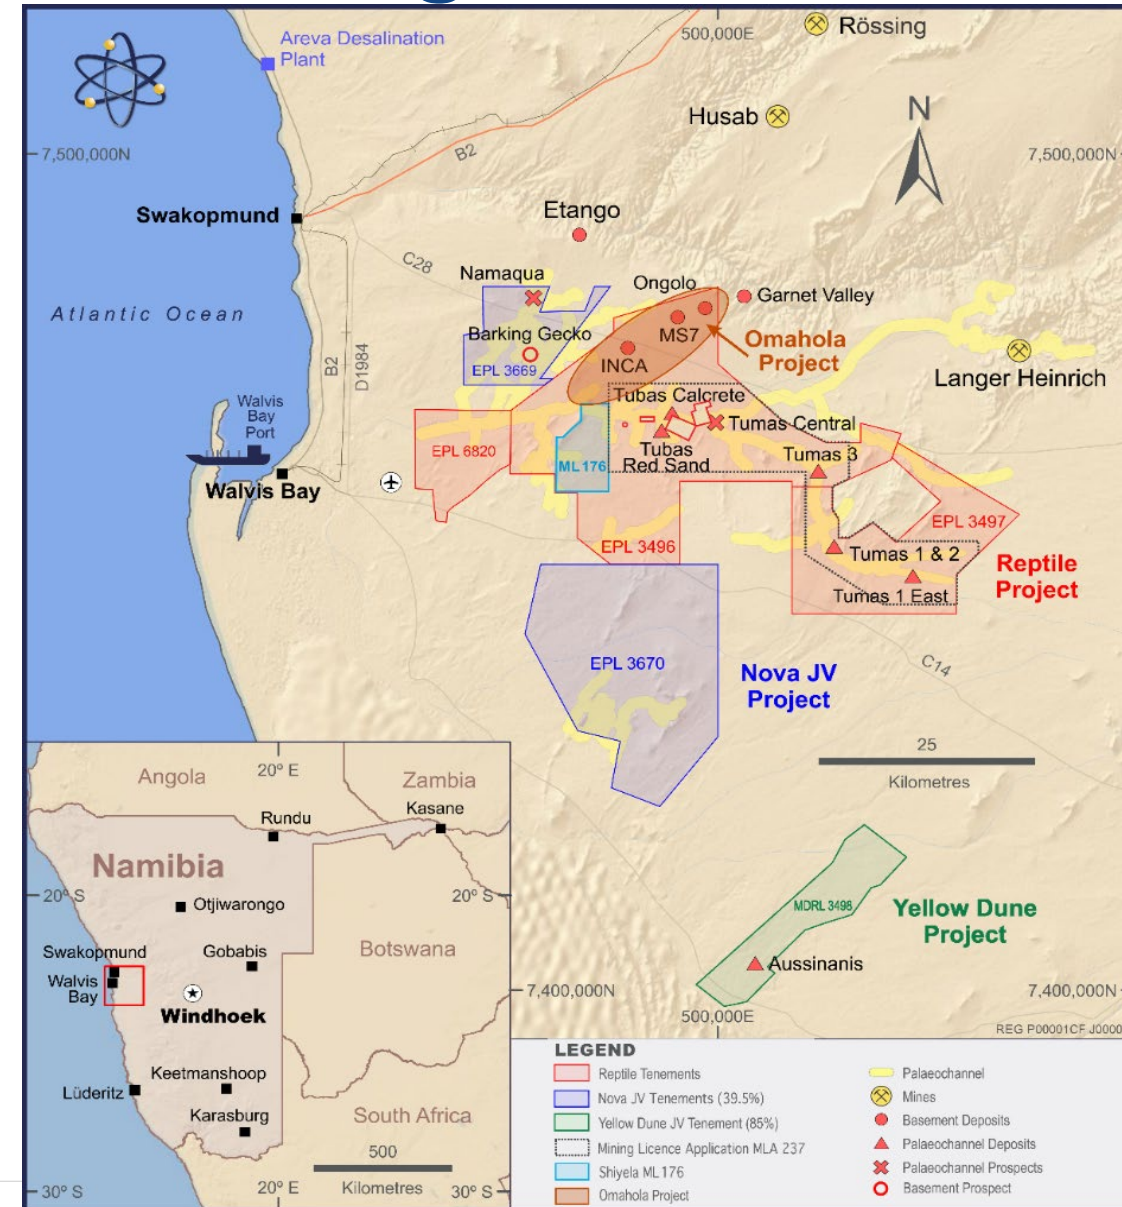 Areva Desalination
Plant
500,000E
Rössing
Husab
N
7,500,000N
7,500,000N
B2
Swakopmund
Etango
C28
Namaqua
Ongolo
Garnet Valley
Atlantic Ocean
Barking Gecko
MS7
Omahola
Project
B2
D1984
EPL 3669
INCA
Langer Heinrich
Walvis
Bay
Port
Tubas Calcrete
Tumas Central
EPL 6820
ML 176
Tubas
Red Sand
Tumas 3
Walvis Bay
EPL 3497
EPL 3496
Tumas 1 & 2
Reptile
Project
Tumas 1 East
EPL 3670
C14
Nova JV
Project
25
Kilometres
Angola
20° E
Zambia
Kasane
Rundu
Namibia
20° S
20° S
Otjiwarongo
MDRL 3498
Yellow Dune
Project
Swakopmund
Gobabis
Botswana
Walvis
Bay
Aussinanis
Windhoek
7,400,000N
7,400,000N
500,000E
REG P00001CF J0000
Keetmanshoop
Lüderitz
Karasburg
South Africa
500
Kilometres
30° S
20° E
30° S
LEGEND
Reptile Tenements
Nova JV Tenements (39.5%)
Yellow Dune JV Tenement (85%)
Mining Licence Application MLA 237
Shiyela ML 176
Omahola Project
Palaeochannel
Mines
Basement Deposits
Palaeochannel Deposits
Palaeochannel Prospects
Basement Prospect